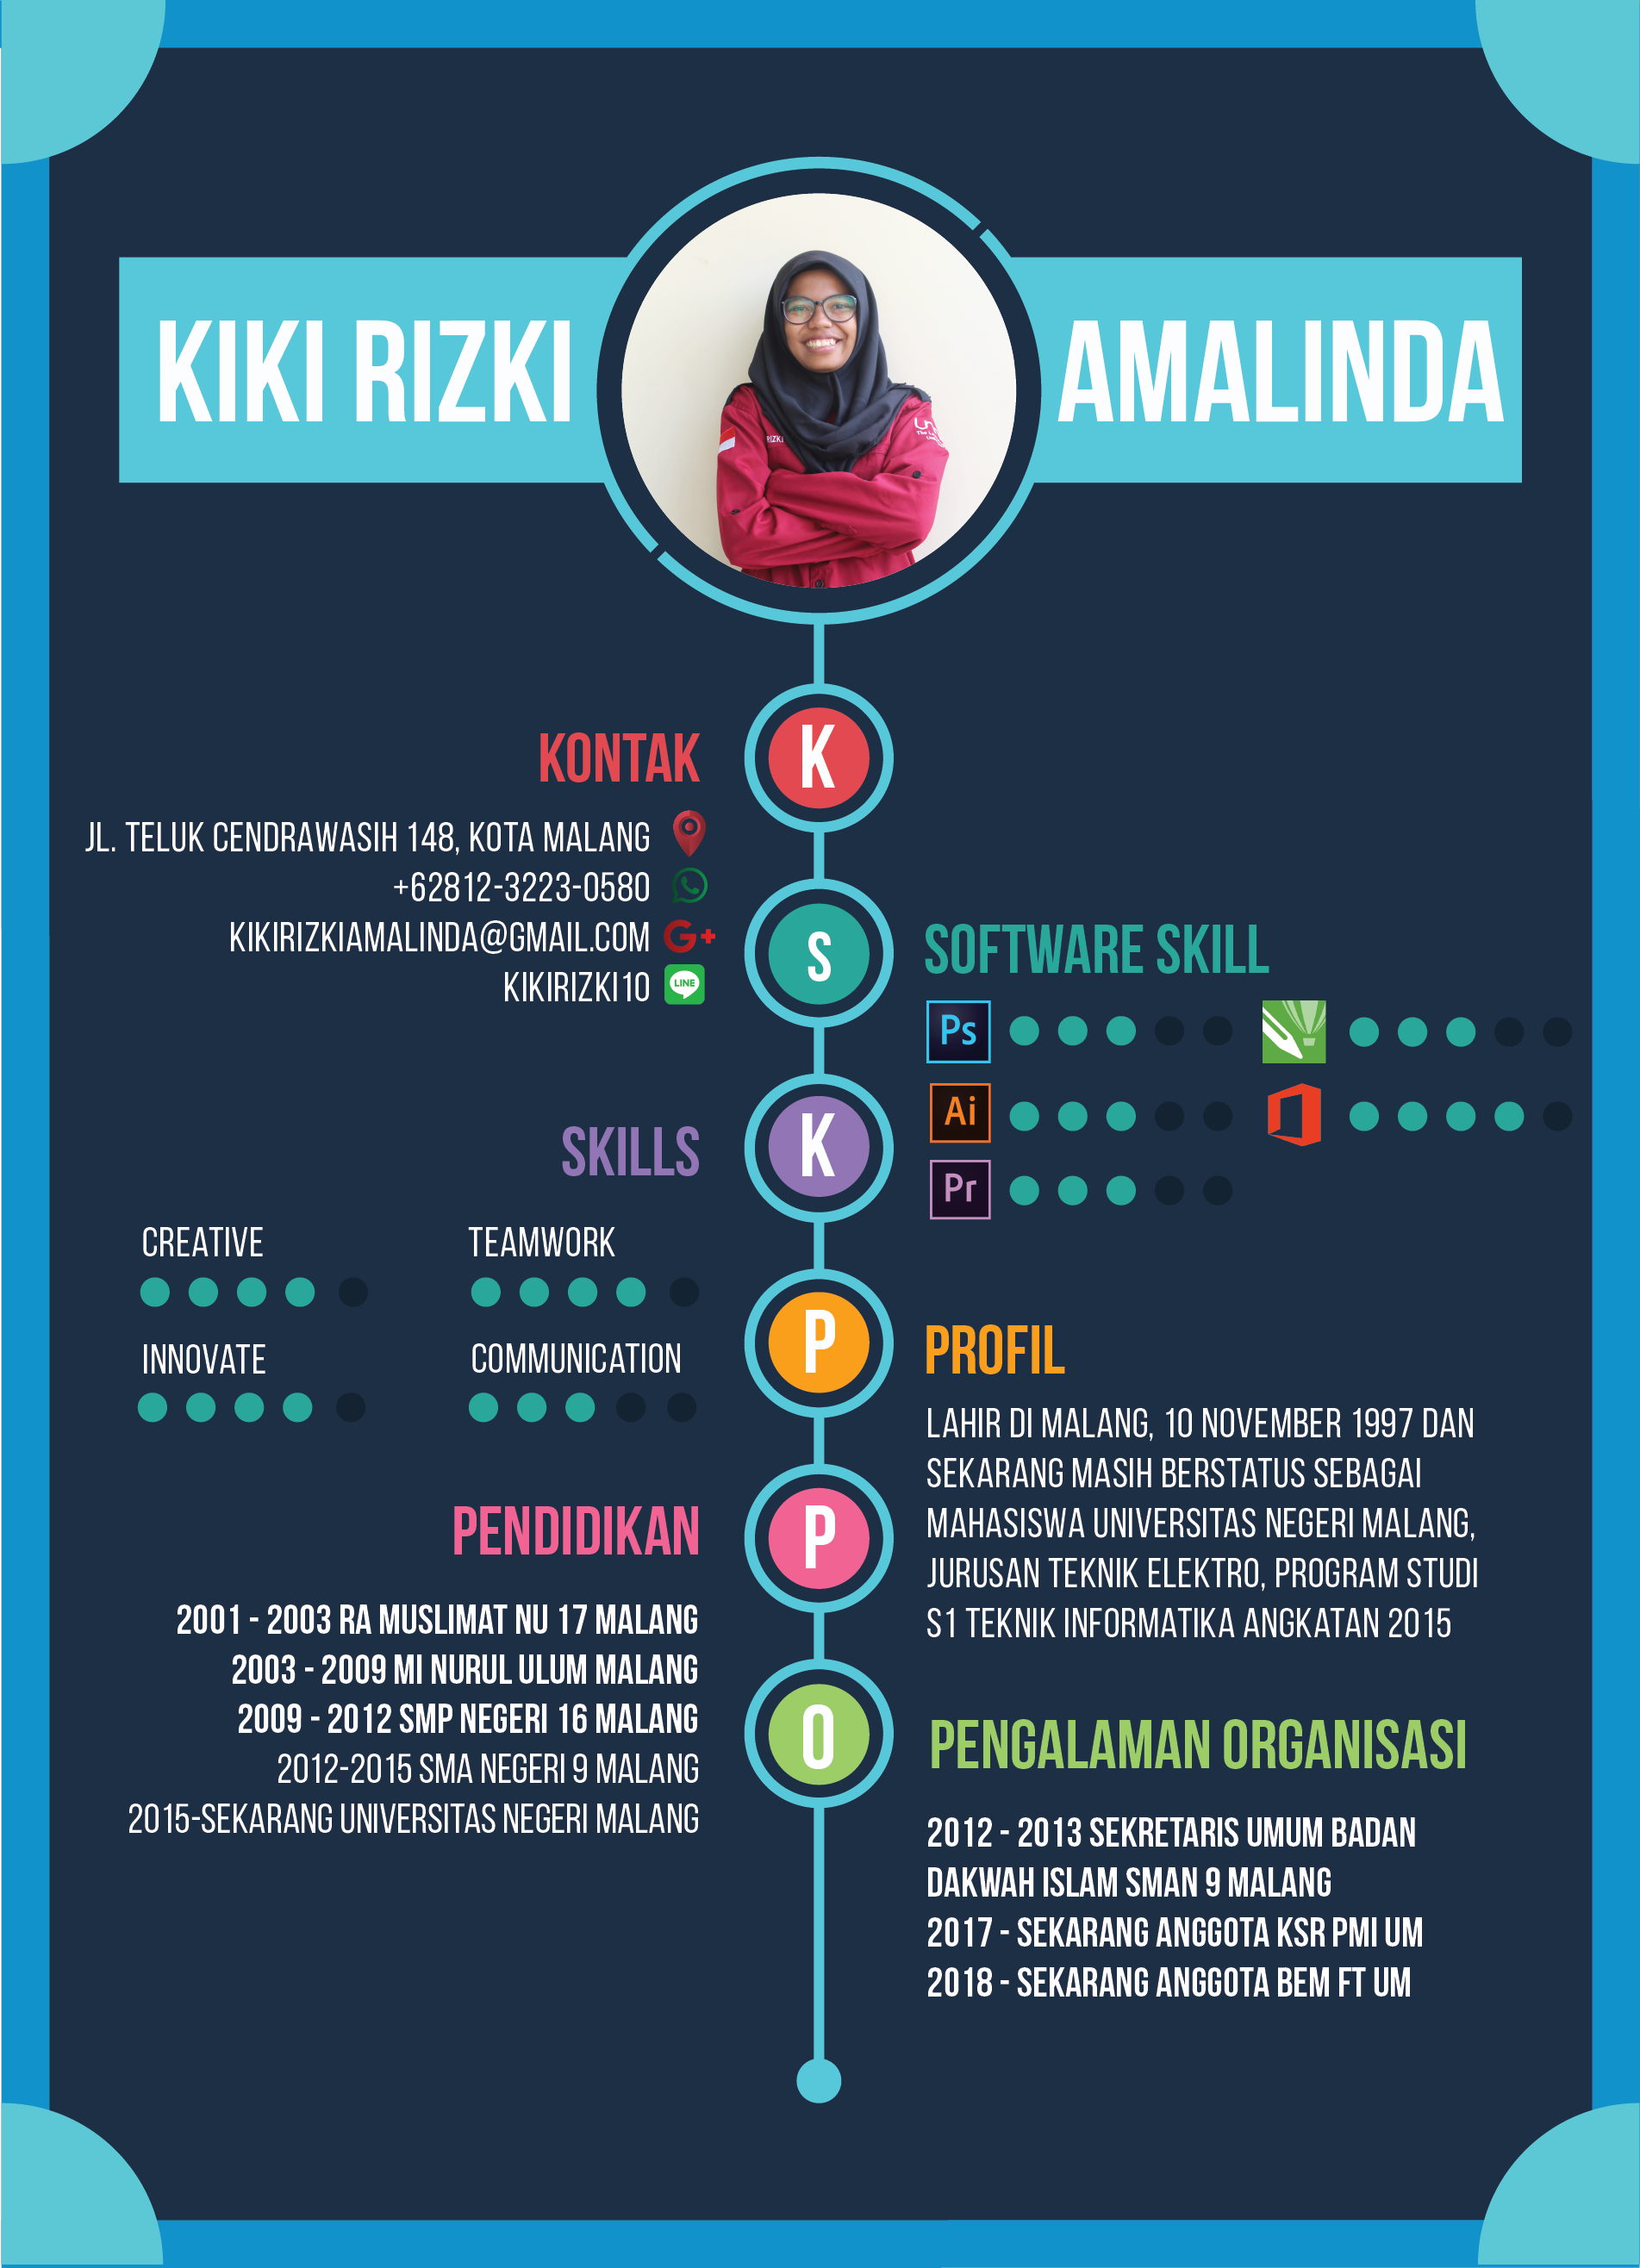 KIKI RIZKI
AMALINDA
RIZKI
K
KONTAK
JL. TELUK CENDRAWASIH 148, KOTA MALANG
+62812-3223-0580
KIKIRIZKIAMALINDA@GMAIL.COM
G+
KIKIRIZKI10
LINE
S
SOFTWARE SKILL
Ps
Ai
Pr
K
SKILLS
CREATIVE
TEAMWORK
INNOVATE
COMMUNICATION
P
PROFIL
LAHIR DI MALANG, 10 NOVEMBER 1997 DAN
SEKARANG MASIH BERSTATUS SEBAGAI
MAHASISWA UNIVERSITAS NEGERI MALANG,
JURUSAN TEKNIK ELEKTRO, PROGRAM STUDI
S1 TEKNIK INFORMATIKA ANGKATAN 2015
P
PENDIDIKAN
2001 - 2003 RA MUSLIMAT NU 17 MALANG
2003 - 2009 MI NURUL ULUM MALANG
2009 - 2012 SMP NEGERI 16 MALANG
2012-2015 SMA NEGERI 9 MALANG
2015-SEKARANG UNIVERSITAS NEGERI MALANG
O
PENGALAMAN ORGANISASI
2012 - 2013 SEKRETARIS UMUM BADAN
DAKWAH ISLAM SMAN 9 MALANG
2017 - SEKARANG ANGGOTA KSR PMI UM
2018 - SEKARANG ANGGOTA BEM FT UM